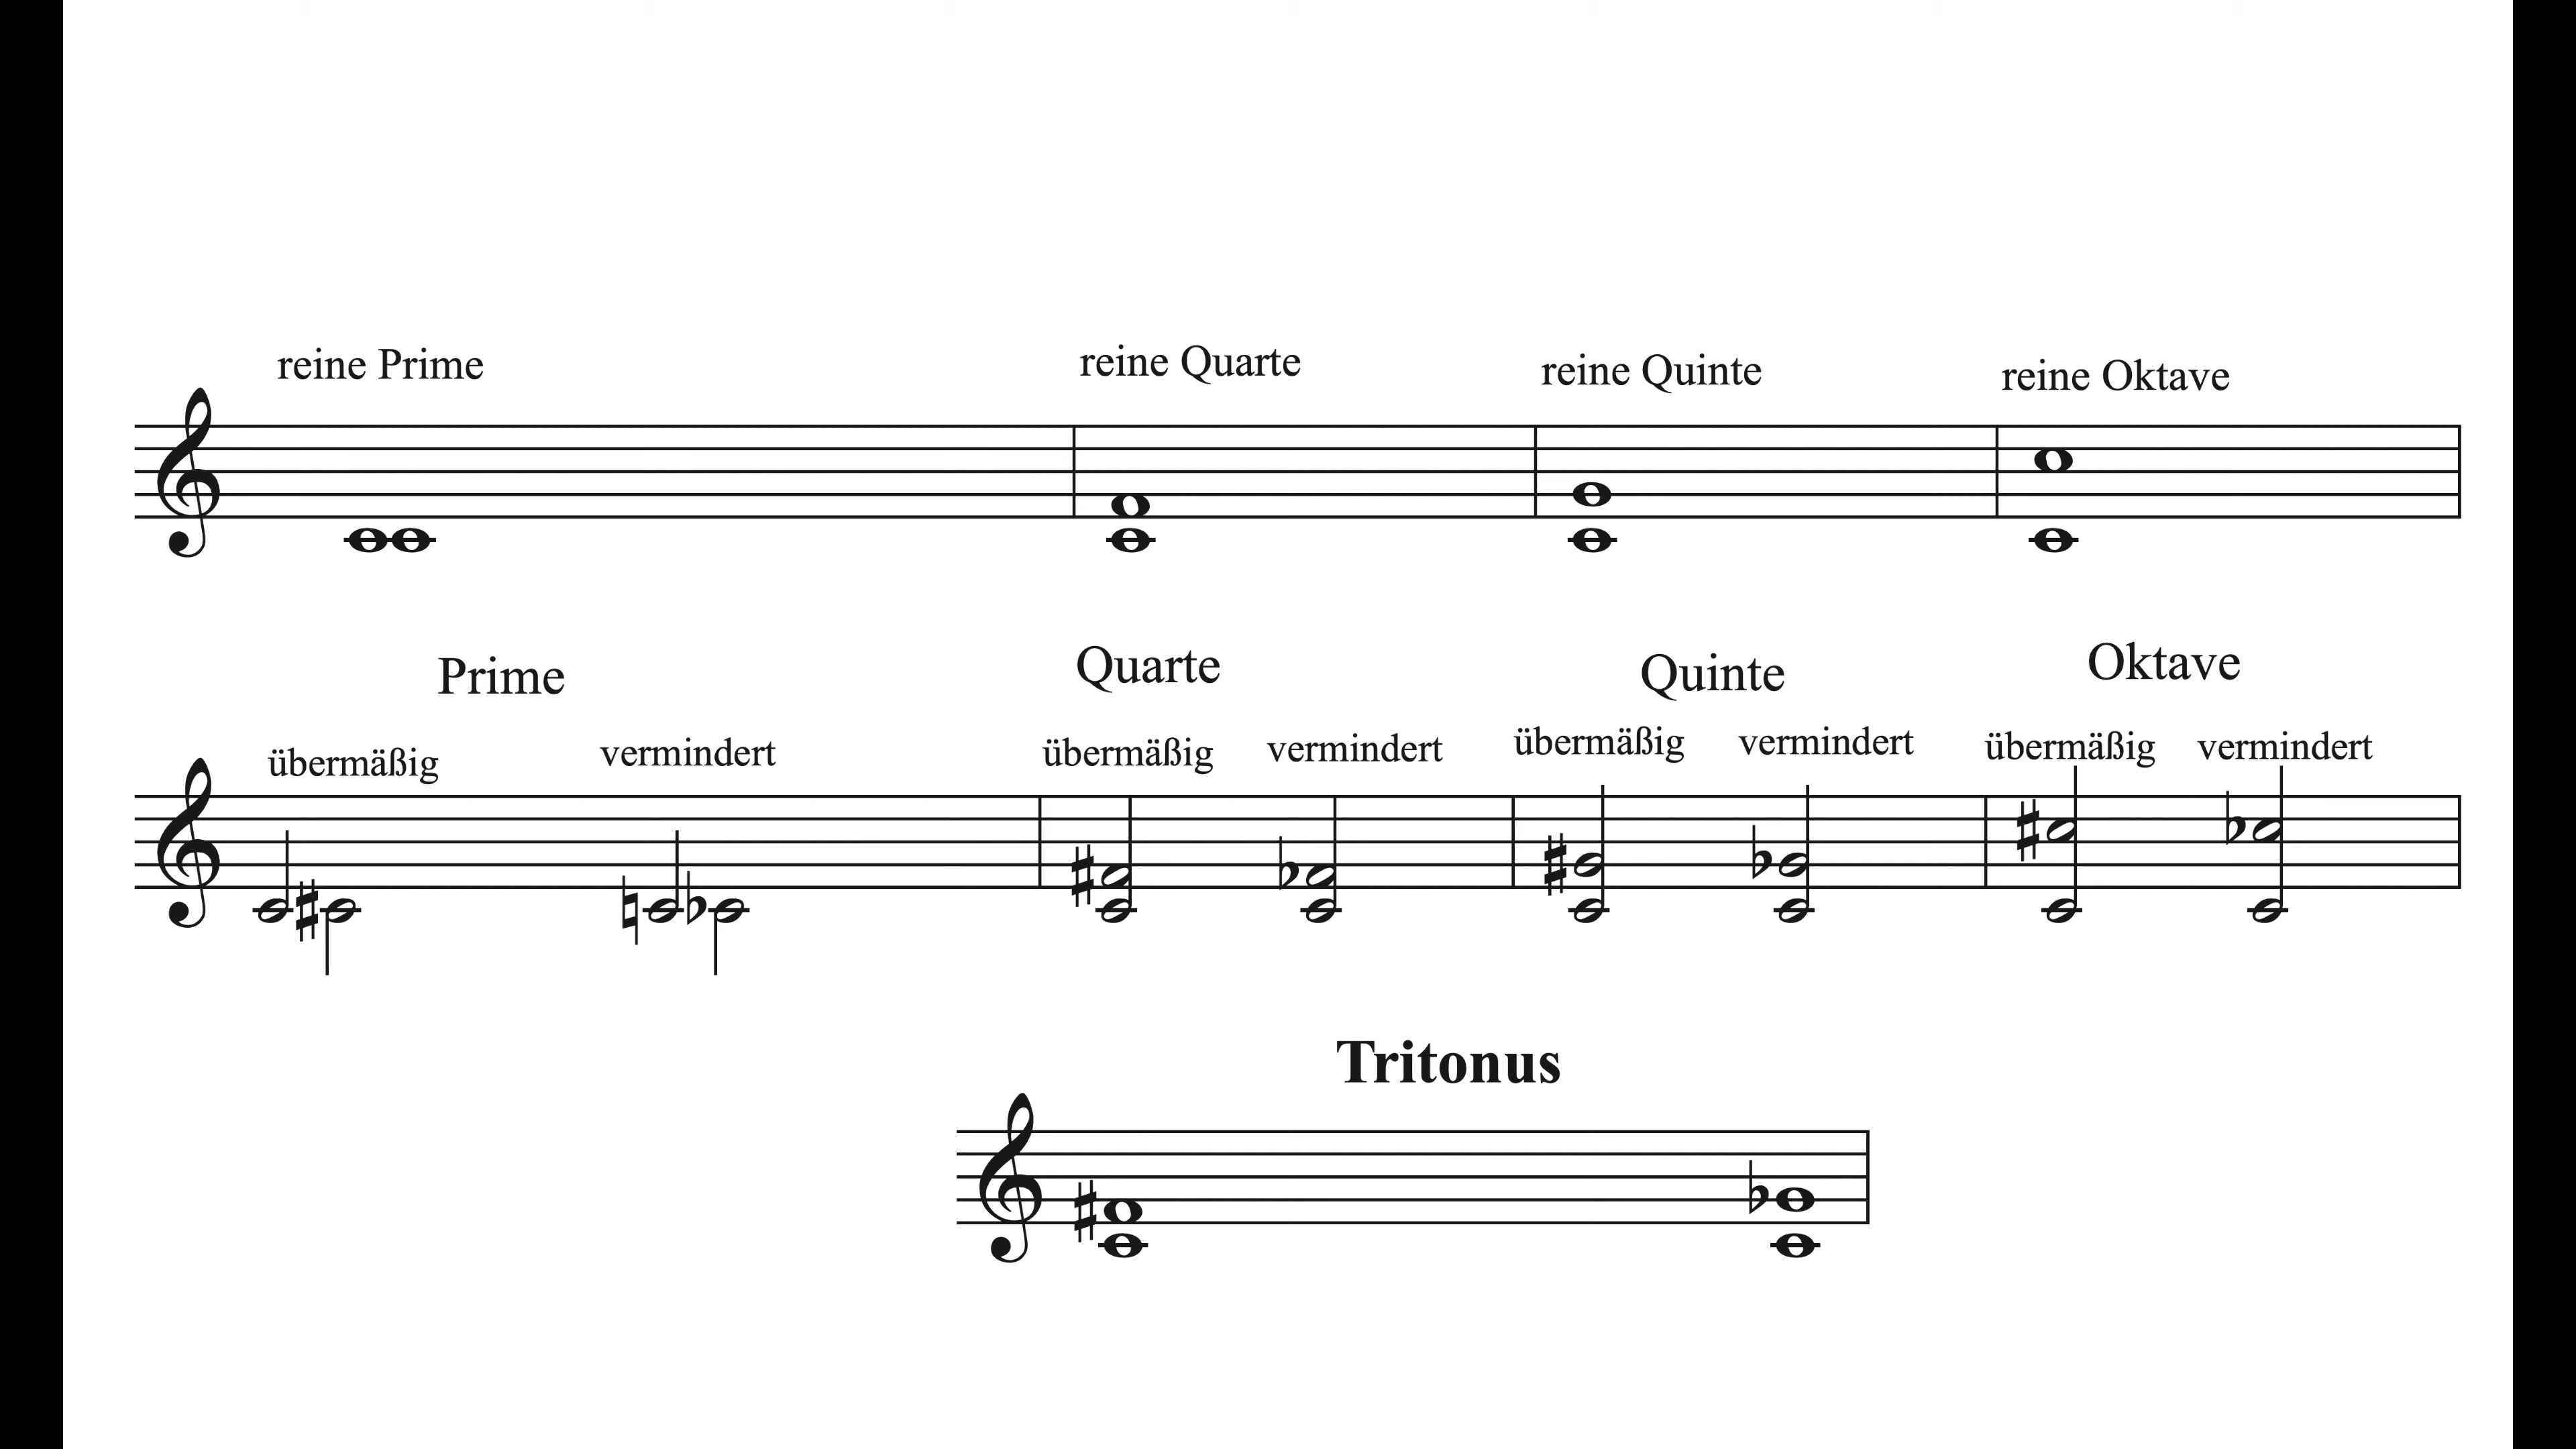 reine Prime reine Quarte reine Quinte reine Oktave
Prime Quarte Quinte Oktave
übermäßig vermindert übermäßig vermindert übermäßig vermindert übermäßig vermindert
Tritonus